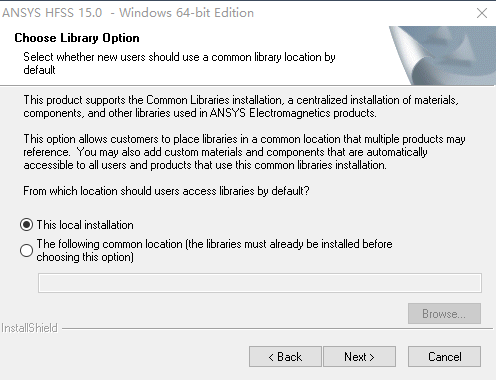 ANSYS HFSS 15.0 - Windows 64-bit Edition
Choose Library Option
Select whether new users should use a common library location by
default
This product supports the Common Libraries installation, a centralized installation of materials,
components, and other libraries used in ANSYS Electromagnetics products.
This option allows customers to place libraries in a common location that multiple products may
reference. You may also add custom materials and components that are automatically
accessible to all users and products that use this common libraries installation.
From which location should users access libraries by default?
This local installation
The following common location (the libraries must already be installed before
choosing this option)
Browse...
InstallShield
< Back
Next >
Cancel